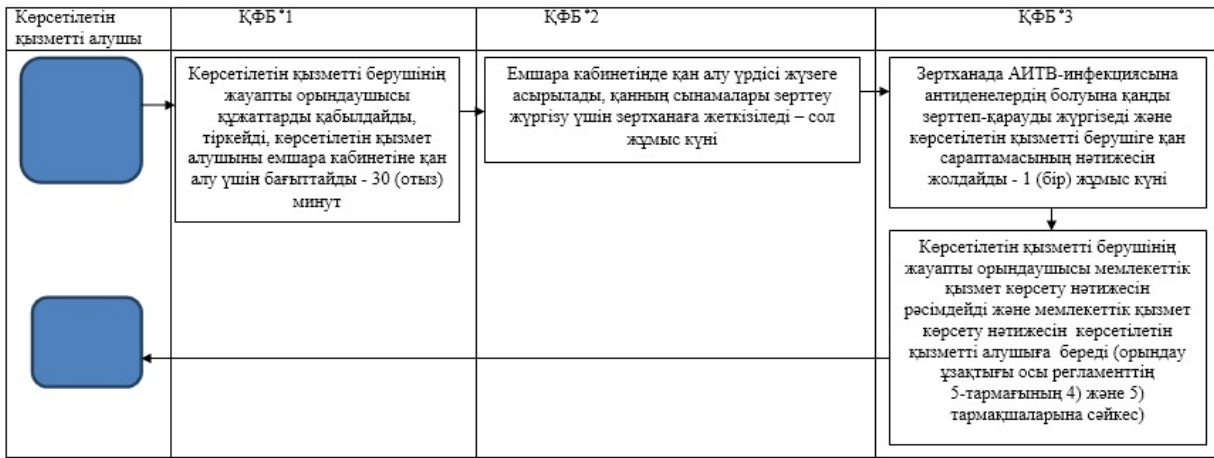 Көрсетілетін
қызметті алушы
ҚФБ*1
ҚФБ*2
ҚФБ*3
Көрсетілетін қызметті берушінің
жауапты орындаушысы
құжаттарды қабылдайды,
тіркейді, көрсетілетін қызмет
алушыны емшара кабинетіне қан
алу үшін бағыттайды - 30 (отыз)
минут
Емшара кабинетінде қан алу үрдісі жүзеге
асырылады, қанның сынамалары зерттеу
жүргізу үшін зертханаға жеткізіледі – сол
жұмыс күні
Зертханада АИТВ-инфекциясына
антиденелердің болуына қанды
зерттеп-қарауды жүргізеді және
көрсетілетін қызметті берушіге қан
сараптамасының нәтижесін
жолдайды - 1 (бір) жұмыс күні
Көрсетілетін қызметті берушінің
жауапты орындаушысы мемлекеттік
қызмет көрсету нәтижесін
рәсімдейді және мемлекеттік қызмет
көрсету нәтижесін көрсетілетін
қызметті алушыға береді (орындау
ұзақтығы осы регламенттің
5-тармағының 4) және 5)
тармақшаларына сәйкес)